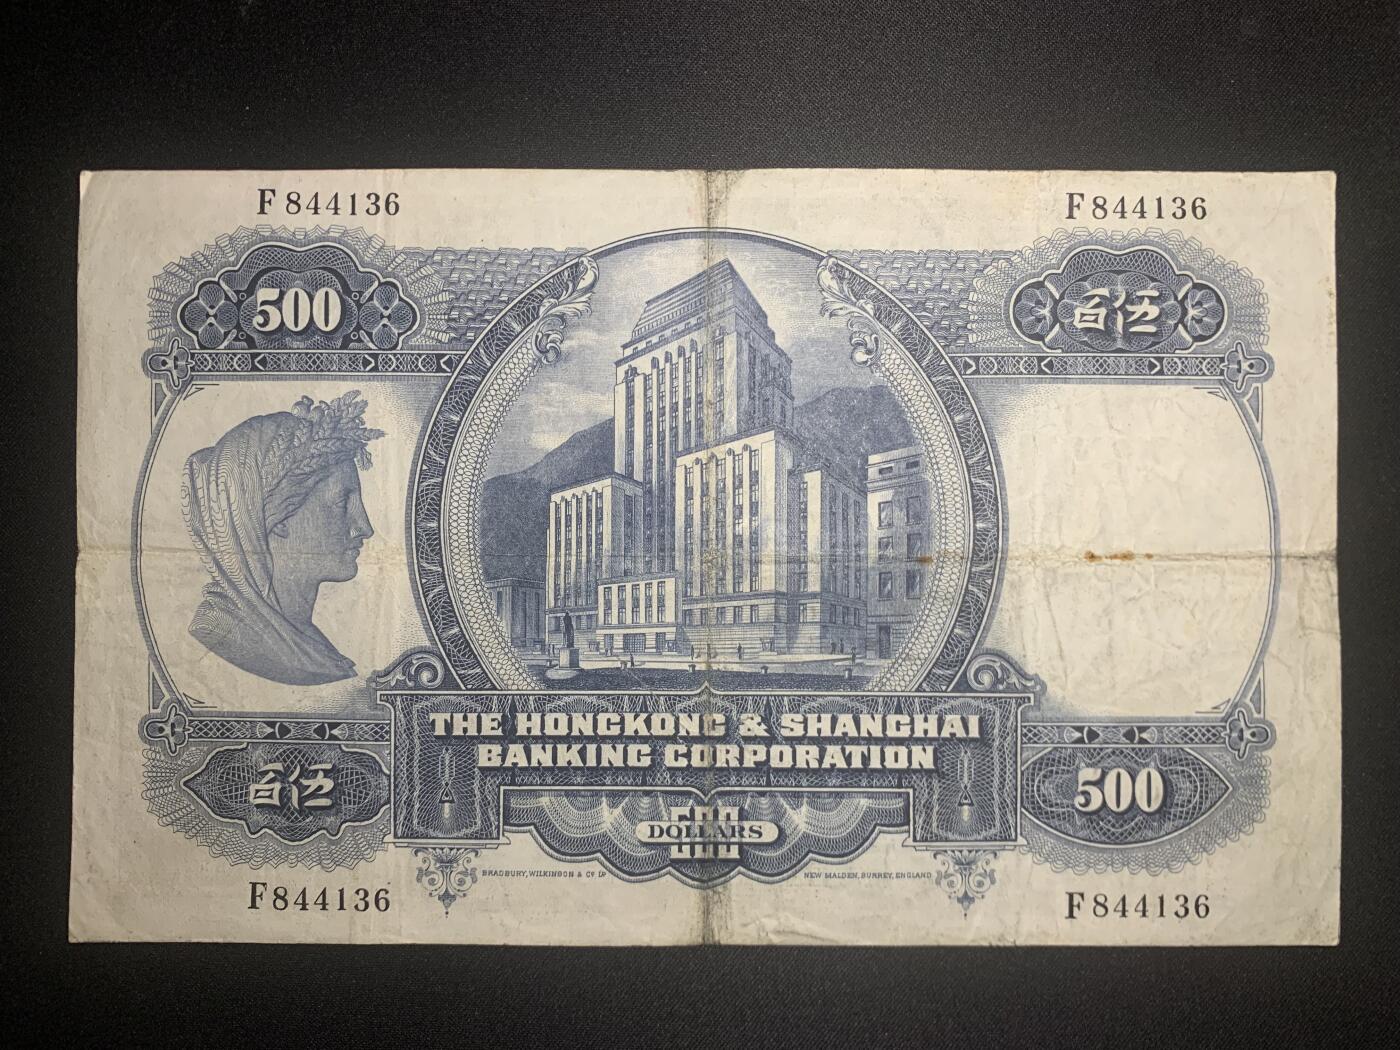 F844136
F844136
500
百伍
THE HONGKONG & SHANGHAI
BANKING CORPORATION
百伍
500
500
DOLLARS
BRADBURY, WILKINSON & Co Ld
NEW MALDEN, SURREY, ENGLAND
F844136
F844136